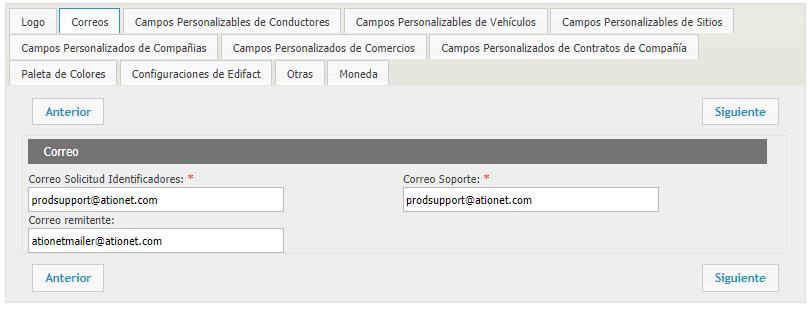 Logo Correos Campos Personalizables de Conductores Campos Personalizables de Vehículos Campos Personalizables de Sitios
Campos Personalizados de Compañias Campos Personalizados de Comercios Campos Personalizados de Contratos de Compañía
Paleta de Colores Configuraciones de Edifact Otras Moneda
Anterior Siguiente
Correo
Correo Solicitud Identificadores: * Correo Soporte: *
prodsupport@ationet.com prodsupport@ationet.com
Correo remitente:
ationetmailer@ationet.com
Anterior Siguiente